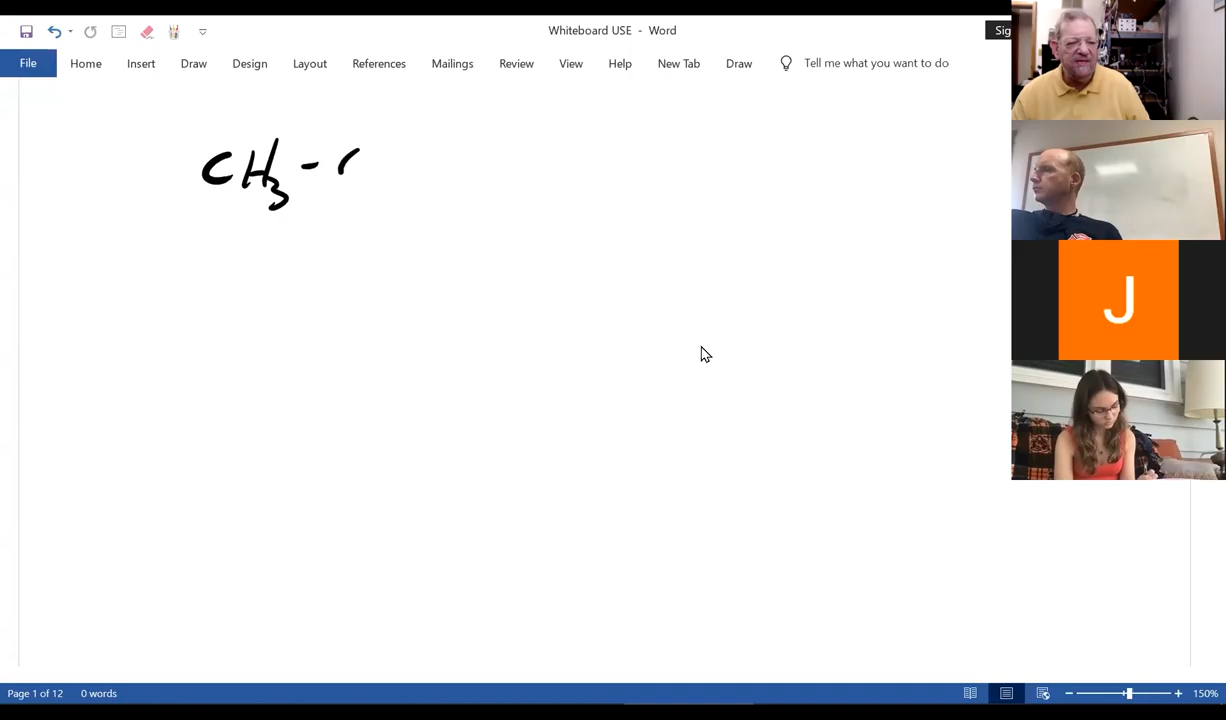 Whiteboard USE - Word
Sig
File Home Insert Draw Design Layout References Mailings Review View Help New Tab Draw Tell me what you want to do
CH3 -
J
Page 1 of 12 0 words 150%